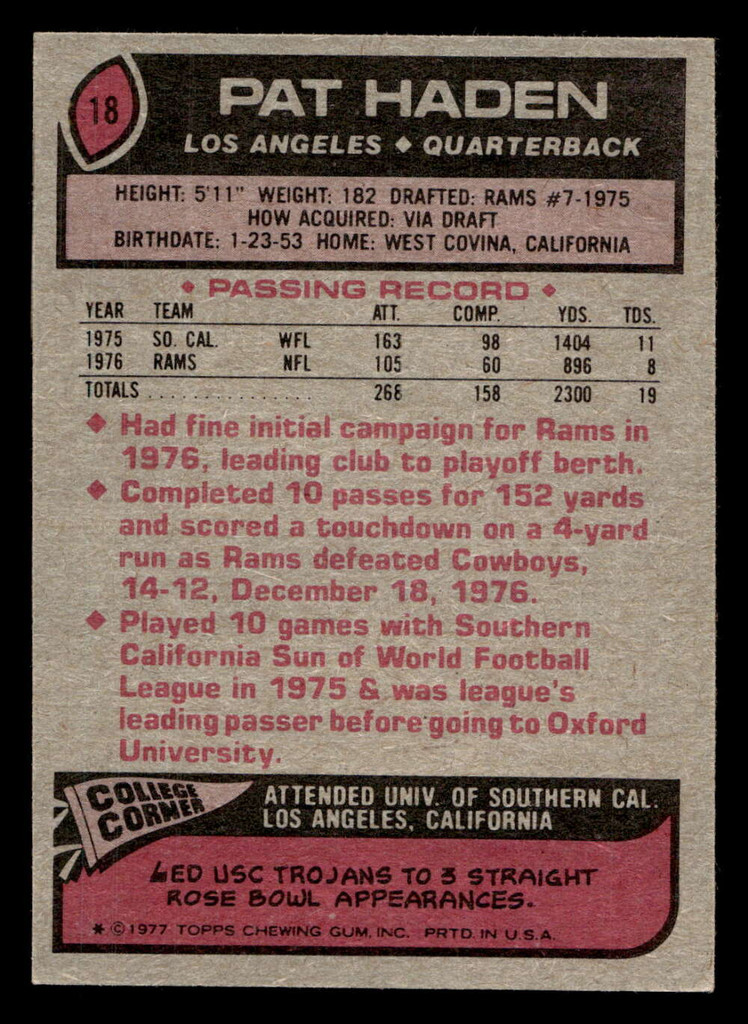 18
PAT HADEN
LOS ANGELES ◆ QUARTERBACK
HEIGHT: 5'11" WEIGHT: 182 DRAFTED: RAMS #7-1975
HOW ACQUIRED: VIA DRAFT
BIRTHDATE: 1-23-53 HOME: WEST COVINA, CALIFORNIA
◆ PASSING RECORD ◆
YEAR TEAM ATT. COMP. YDS. TDS.
1975 SO. CAL. WFL 163 98 1404 11
1976 RAMS NFL 105 60 896 8
TOTALS . . . . . . . . . . . . . . . . 268 158 2300 19
◆ Had fine initial campaign for Rams in
1976, leading club to playoff berth.
◆ Completed 10 passes for 152 yards
and scored a touchdown on a 4-yard
run as Rams defeated Cowboys,
14-12, December 18, 1976.
◆ Played 10 games with Southern
California Sun of World Football
League in 1975 & was league's
leading passer before going to Oxford
University.
COLLEGE
CORNER
ATTENDED UNIV. OF SOUTHERN CAL.
LOS ANGELES, CALIFORNIA
LED USC TROJANS TO 3 STRAIGHT
ROSE BOWL APPEARANCES.
* © 1977 TOPPS CHEWING GUM, INC. PRTD. IN U.S.A.